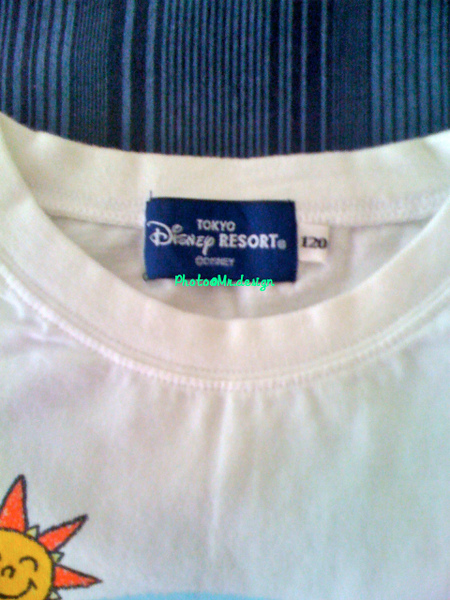 TOKYO
Disney RESORT®
©DISNEY
120
Photo@Mr.design